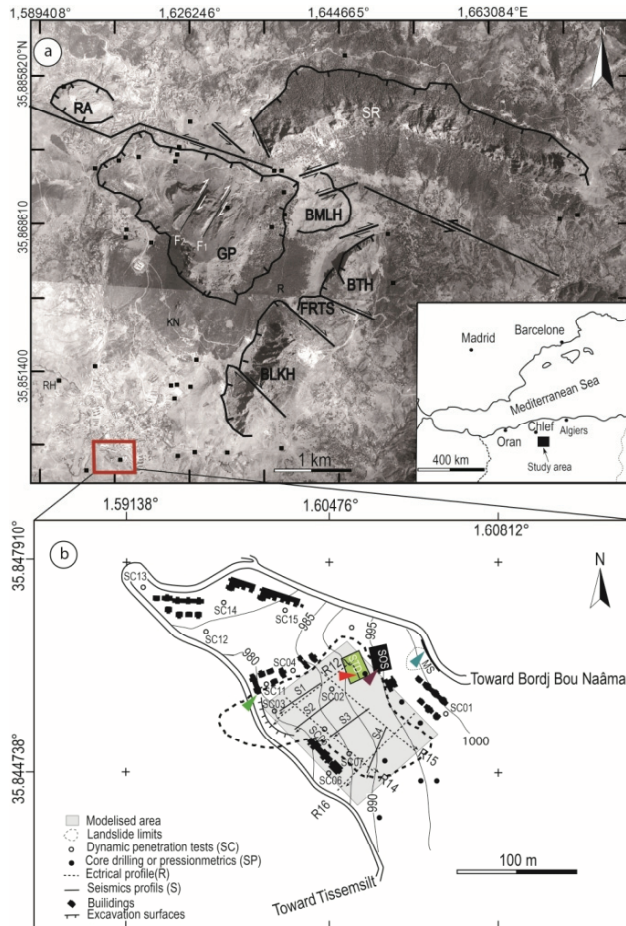 1,589408
1,626246
1,644665
1,663084°E
35,885820°N
35,868610
35,851400
a
N
RA
SR
BMLH
F2
F1
GP
BTH
R
FRTS
KN
BLKH
RH
1 km
Madrid
Barcelone
Mediterranean Sea
Oran
Chlef
Algiers
400 km
Study area
1.59138
1.60476
1.60812°
b
35.847910°
35.844738°
N
SC13
SC14
SC15
SC12
985
995
980
SC04
R12
SOS
MS
Toward Bordj Bou Naâma
SC11
SC03
S1
S2
SC02
S3
S4
SC01
1000
SC07
SC06
R15
R14
R16
990
Toward Tissemsilt
Modelised area
Landslide limits
Dynamic penetration tests (SC)
Core drilling or pressionmetrics (SP)
Ectrical profile(R)
Seismics profils (S)
Biuildings
Excavation surfaces
100 m